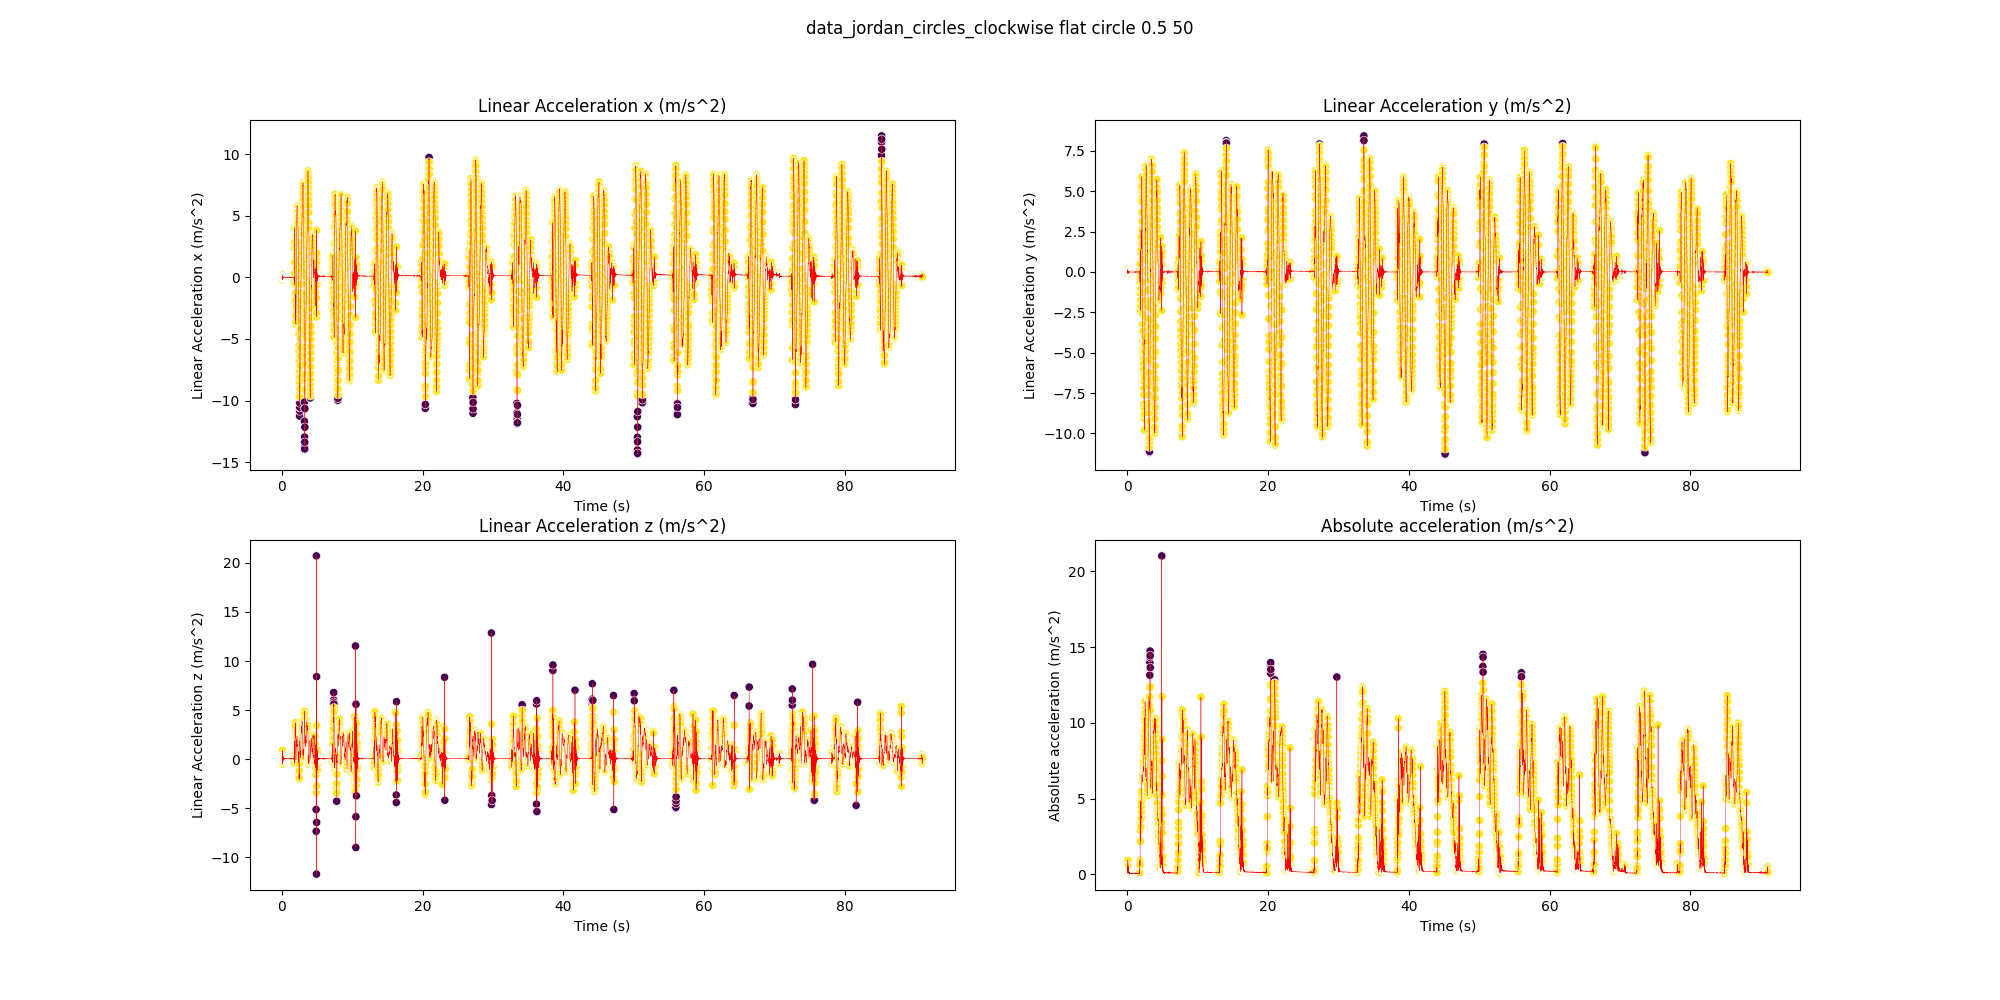 data_jordan_circles_clockwise flat circle 0.5 50
Linear Acceleration x (m/s^2)
Linear Acceleration x (m/s^2)
10
5
0
−5
−10
−15
0 20 40 60 80
Time (s)
Linear Acceleration y (m/s^2)
Linear Acceleration y (m/s^2)
7.5
5.0
2.5
0.0
−2.5
−5.0
−7.5
−10.0
0 20 40 60 80
Time (s)
Linear Acceleration z (m/s^2)
Linear Acceleration z (m/s^2)
20
15
10
5
0
−5
−10
0 20 40 60 80
Time (s)
Absolute acceleration (m/s^2)
Absolute acceleration (m/s^2)
20
15
10
5
0
0 20 40 60 80
Time (s)